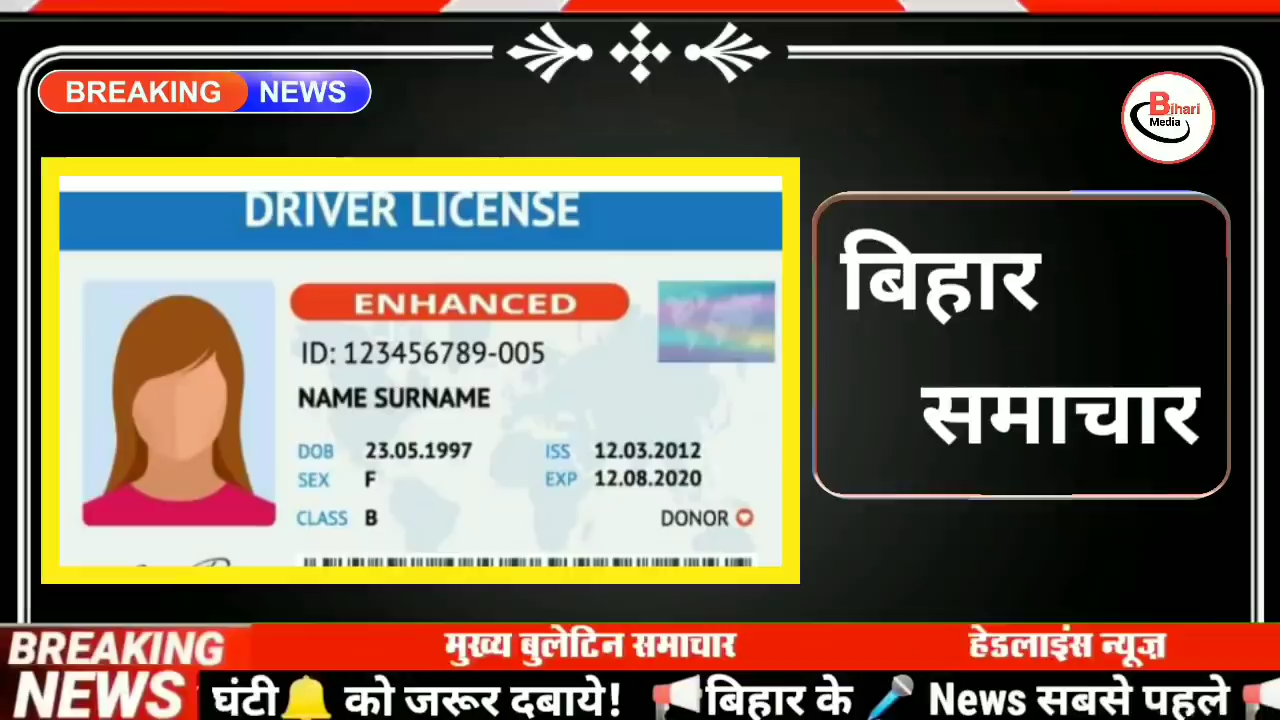 BREAKING NEWS
Bihari
Media
DRIVER LICENSE
ENHANCED
ID: 123456789-005
NAME SURNAME
DOB 23.05.1997 ISS 12.03.2012
SEX F EXP 12.08.2020
CLASS B DONOR
बिहार
समाचार
BREAKING
NEWS
मुख्य बुलेटिन समाचार हेडलाइंस न्यूज़
घंटी🔔 को जरूर दबाये! 📢बिहार के 🎤 News सबसे पहले 📢